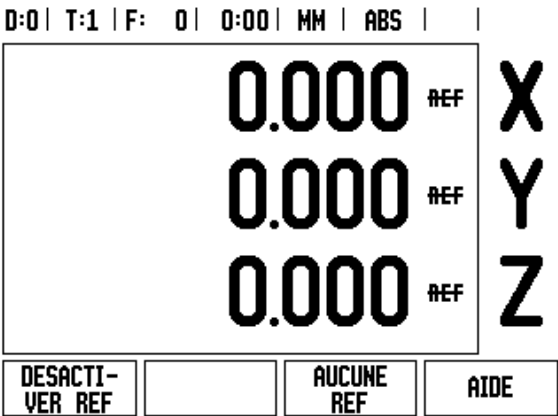 D:0 | T:1 | F: 0 | 0:00 | MM | ABS | |
0.000 REF X
0.000 REF Y
0.000 REF Z
DESACTI-
VER REF
AUCUNE
REF
AIDE